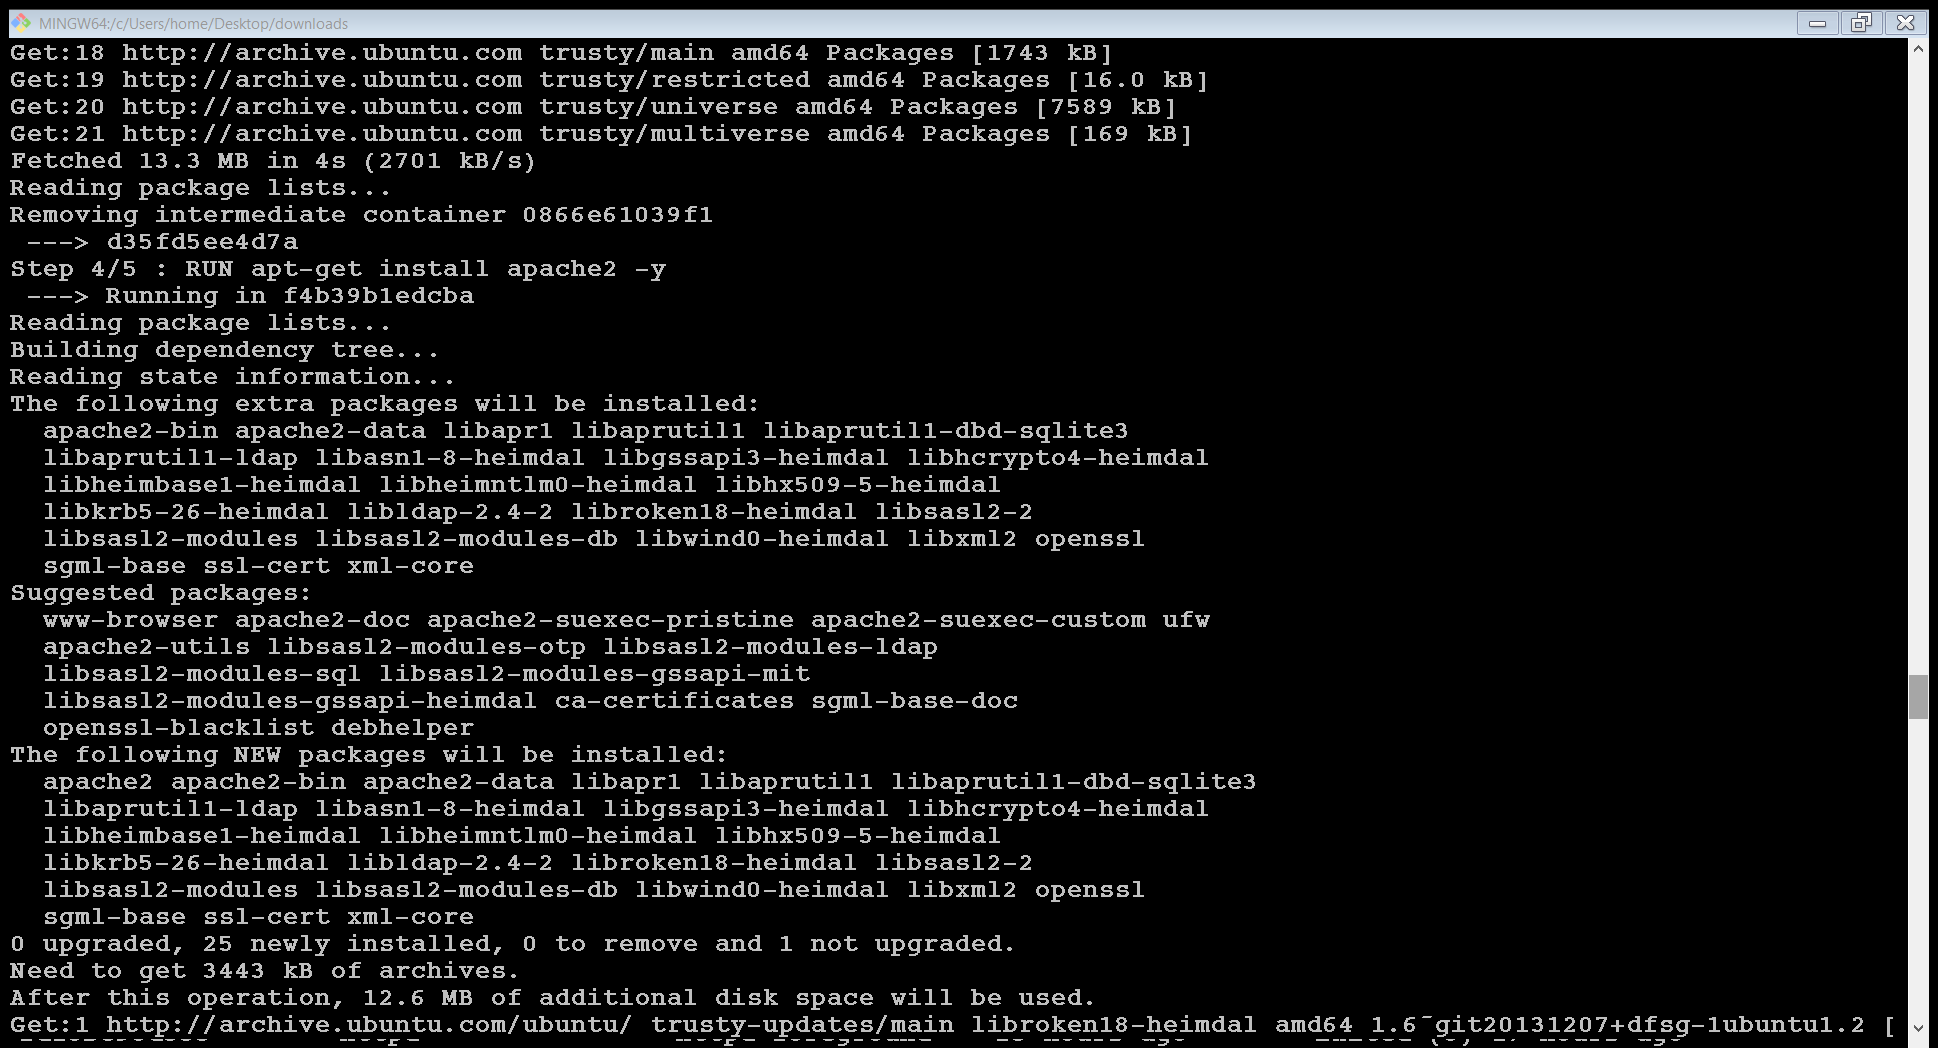 MINGW64:/c/Users/home/Desktop/downloads
Get:18 http://archive.ubuntu.com trusty/main amd64 Packages [1743 kB]
Get:19 http://archive.ubuntu.com trusty/restricted amd64 Packages [16.0 kB]
Get:20 http://archive.ubuntu.com trusty/universe amd64 Packages [7589 kB]
Get:21 http://archive.ubuntu.com trusty/multiverse amd64 Packages [169 kB]
Fetched 13.3 MB in 4s (2701 kB/s)
Reading package lists...
Removing intermediate container 0866e61039f1
 ---> d35fd5ee4d7a
Step 4/5 : RUN apt-get install apache2 -y
 ---> Running in f4b39b1edcba
Reading package lists...
Building dependency tree...
Reading state information...
The following extra packages will be installed:
  apache2-bin apache2-data libapr1 libaprutil1 libaprutil1-dbd-sqlite3
  libaprutil1-ldap libasn1-8-heimdal libgssapi3-heimdal libhcrypto4-heimdal
  libheimbase1-heimdal libheimntlm0-heimdal libhx509-5-heimdal
  libkrb5-26-heimdal libldap-2.4-2 libroken18-heimdal libsasl2-2
  libsasl2-modules libsasl2-modules-db libwind0-heimdal libxml2 openssl
  sgml-base ssl-cert xml-core
Suggested packages:
  www-browser apache2-doc apache2-suexec-pristine apache2-suexec-custom ufw
  apache2-utils libsasl2-modules-otp libsasl2-modules-ldap
  libsasl2-modules-sql libsasl2-modules-gssapi-mit
  libsasl2-modules-gssapi-heimdal ca-certificates sgml-base-doc
  openssl-blacklist debhelper
The following NEW packages will be installed:
  apache2 apache2-bin apache2-data libapr1 libaprutil1 libaprutil1-dbd-sqlite3
  libaprutil1-ldap libasn1-8-heimdal libgssapi3-heimdal libhcrypto4-heimdal
  libheimbase1-heimdal libheimntlm0-heimdal libhx509-5-heimdal
  libkrb5-26-heimdal libldap-2.4-2 libroken18-heimdal libsasl2-2
  libsasl2-modules libsasl2-modules-db libwind0-heimdal libxml2 openssl
  sgml-base ssl-cert xml-core
0 upgraded, 25 newly installed, 0 to remove and 1 not upgraded.
Need to get 3443 kB of archives.
After this operation, 12.6 MB of additional disk space will be used.
Get:1 http://archive.ubuntu.com/ubuntu/ trusty-updates/main libroken18-heimdal amd64 1.6~git20131207+dfsg-1ubuntu1.2 [